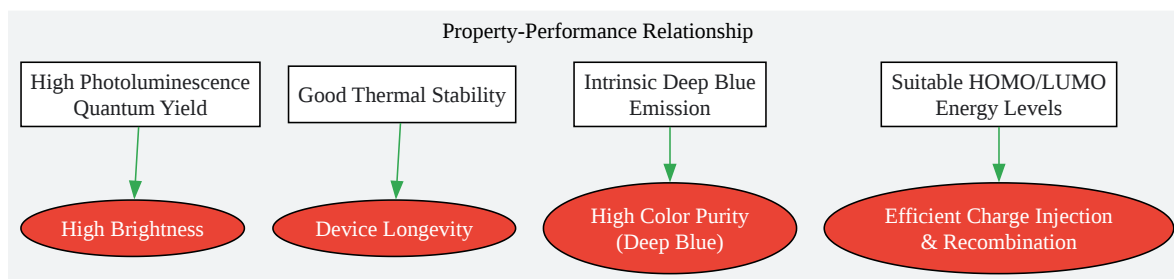 Property-Performance Relationship
High Photoluminescence
Quantum Yield
Good Thermal Stability
Intrinsic Deep Blue
Emission
Suitable HOMO/LUMO
Energy Levels
High Brightness
Device Longevity
High Color Purity
(Deep Blue)
Efficient Charge Injection
& Recombination